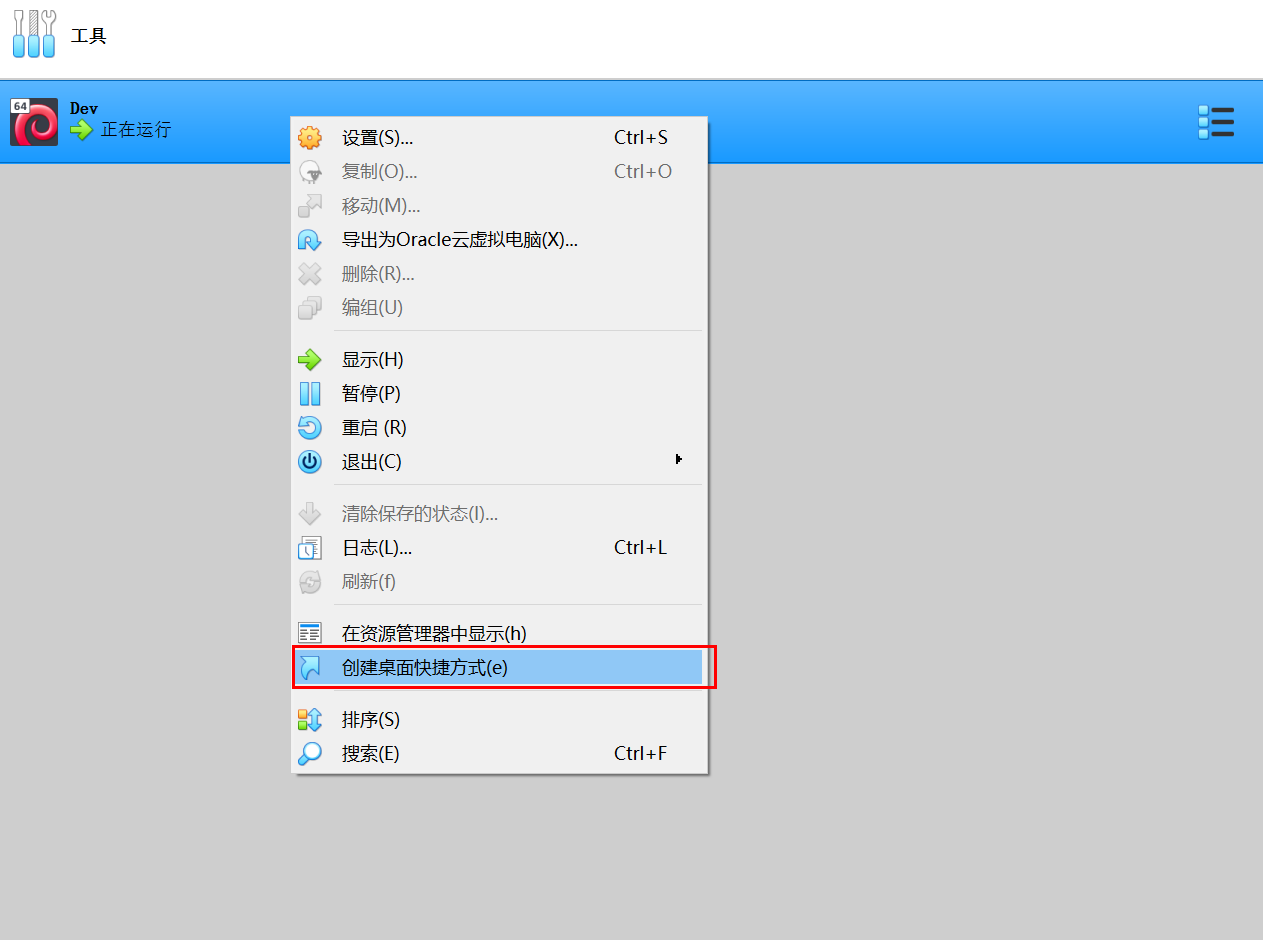 工具
64
Dev
正在运行
设置(S)... Ctrl+S
复制(O)... Ctrl+O
移动(M)...
导出为Oracle云虚拟电脑(X)...
删除(R)...
编组(U)
显示(H)
暂停(P)
重启 (R)
退出(C)
清除保存的状态(I)...
日志(L)... Ctrl+L
刷新(f)
在资源管理器中显示(h)
创建桌面快捷方式(e)
排序(S)
搜索(E) Ctrl+F